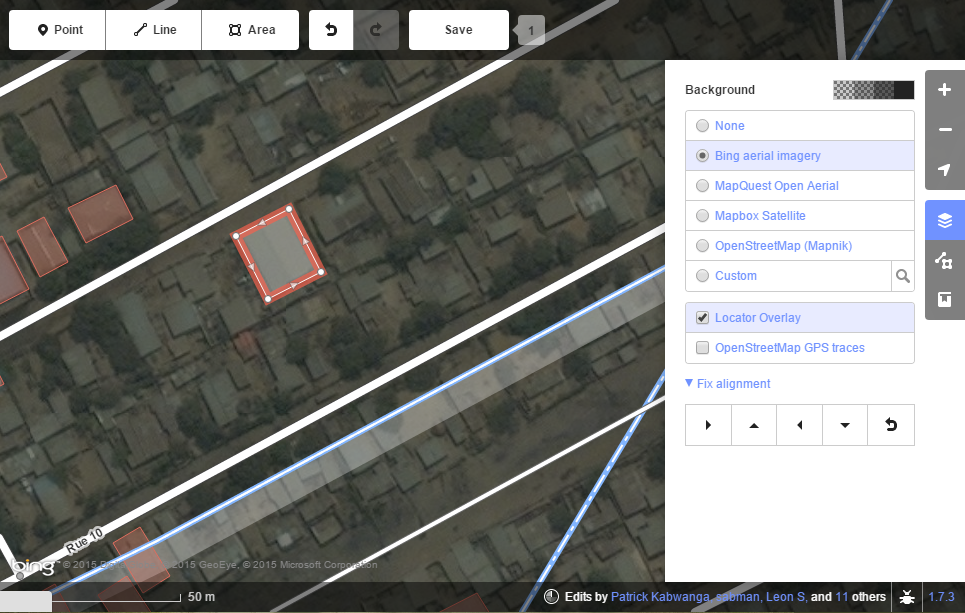 Point Line Area Save 1
Background
None
Bing aerial imagery
MapQuest Open Aerial
Mapbox Satellite
OpenStreetMap (Mapnik)
Custom
Locator Overlay
OpenStreetMap GPS traces
Fix alignment
Rue 10
bing
© 2015 GeoEye, © 2015 Microsoft Corporation
50 m
Edits by Patrick Kabwanga, sabman, Leon S, and 11 others
1.7.3